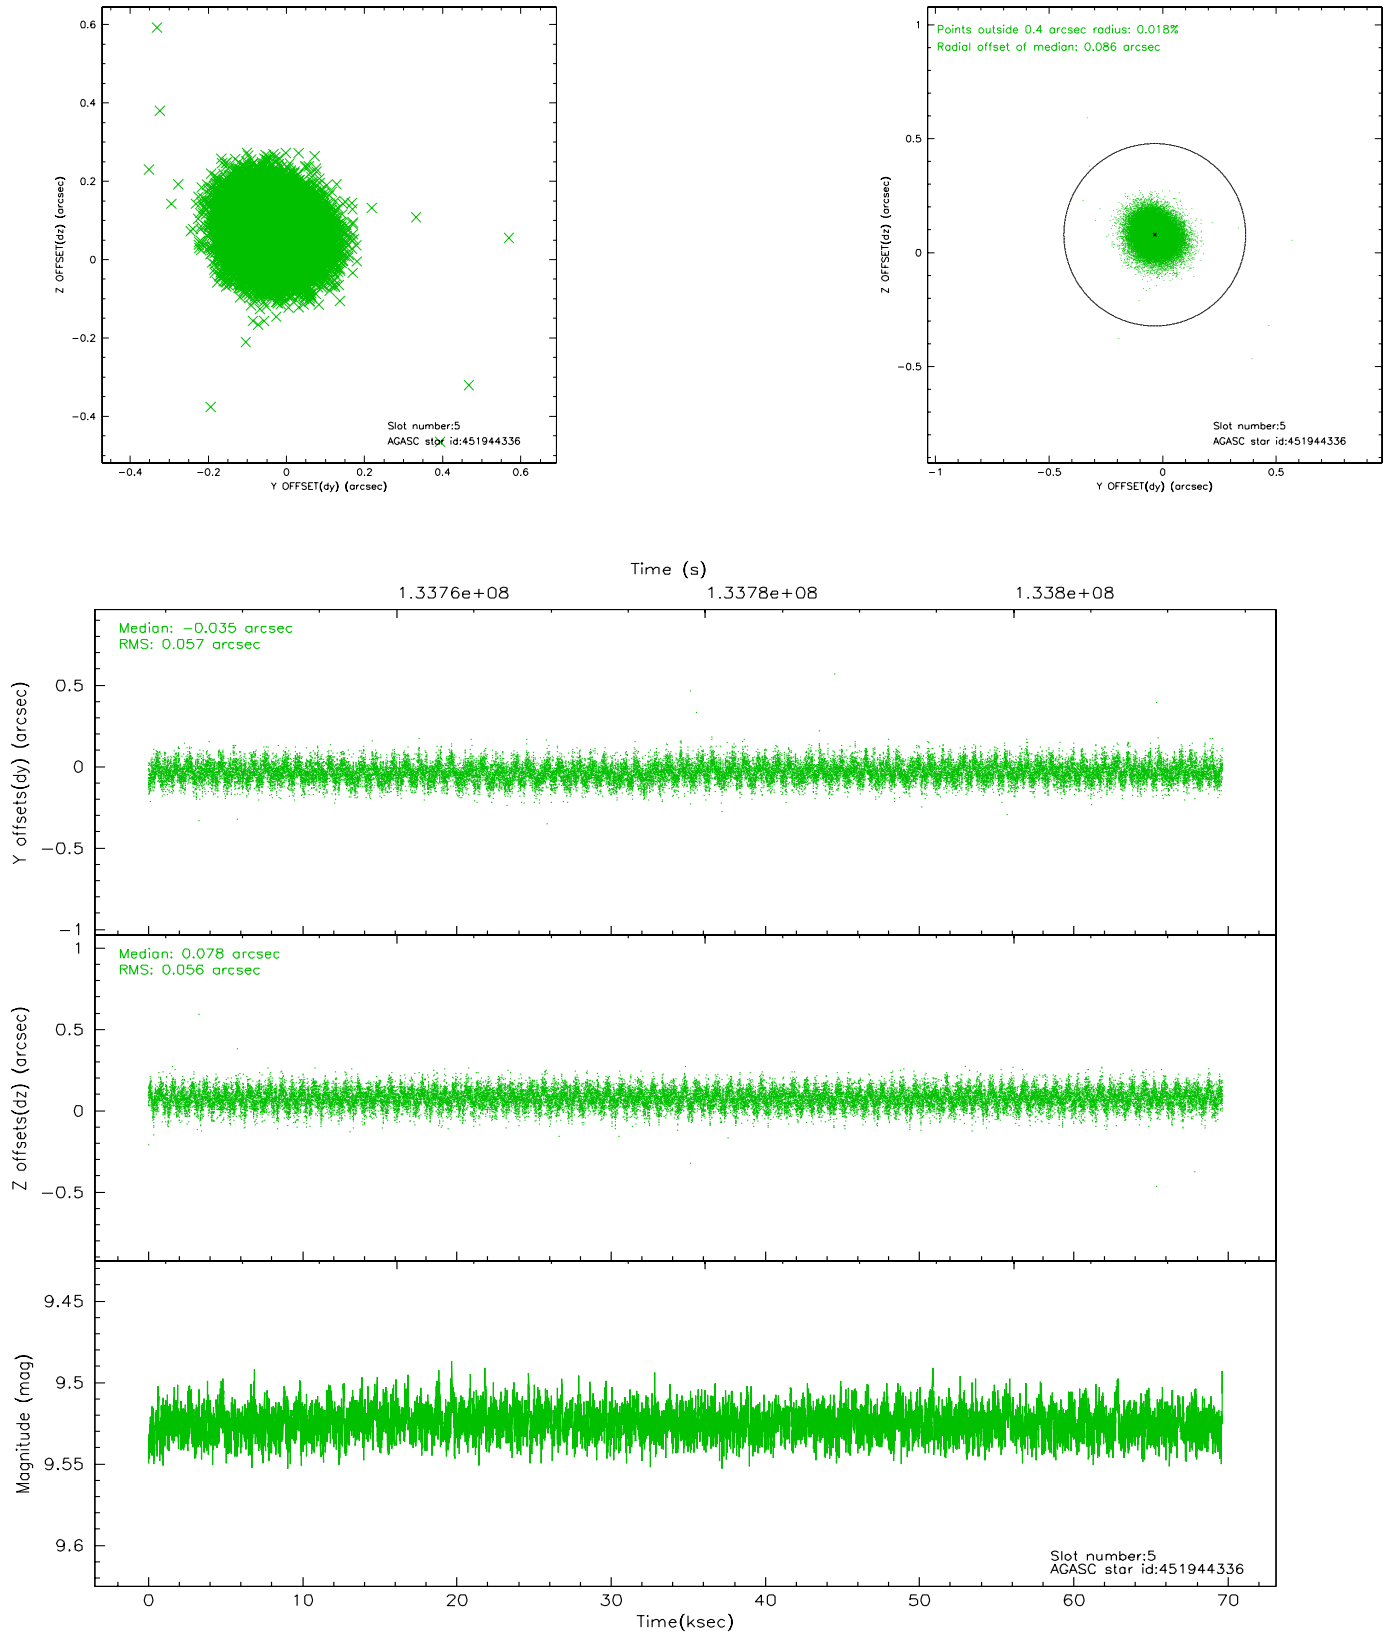 0.6
0.4
0.2
0
−0.2
−0.4
Z OFFSET(dz) (arcsec)
Slot number:5
AGASC star id:451944336
−0.4 −0.2 0 0.2 0.4 0.6
Y OFFSET(dy) (arcsec)
Points outside 0.4 arcsec radius: 0.018%
Radial offset of median: 0.086 arcsec
1
0.5
0
−0.5
Z OFFSET(dz) (arcsec)
Slot number:5
AGASC star id:451944336
−1 −0.5 0 0.5
Y OFFSET(dy) (arcsec)
Time (s)
1.3376e+08 1.3378e+08 1.338e+08
Median: −0.035 arcsec
RMS: 0.057 arcsec
0.5
0
−0.5
−1
Y offsets(dy) (arcsec)
Median: 0.078 arcsec
RMS: 0.056 arcsec
1
0.5
0
−0.5
Z offsets(dz) (arcsec)
9.45
9.5
9.55
9.6
Magnitude (mag)
Slot number:5
AGASC star id:451944336
0 10 20 30 40 50 60 70
Time(ksec)